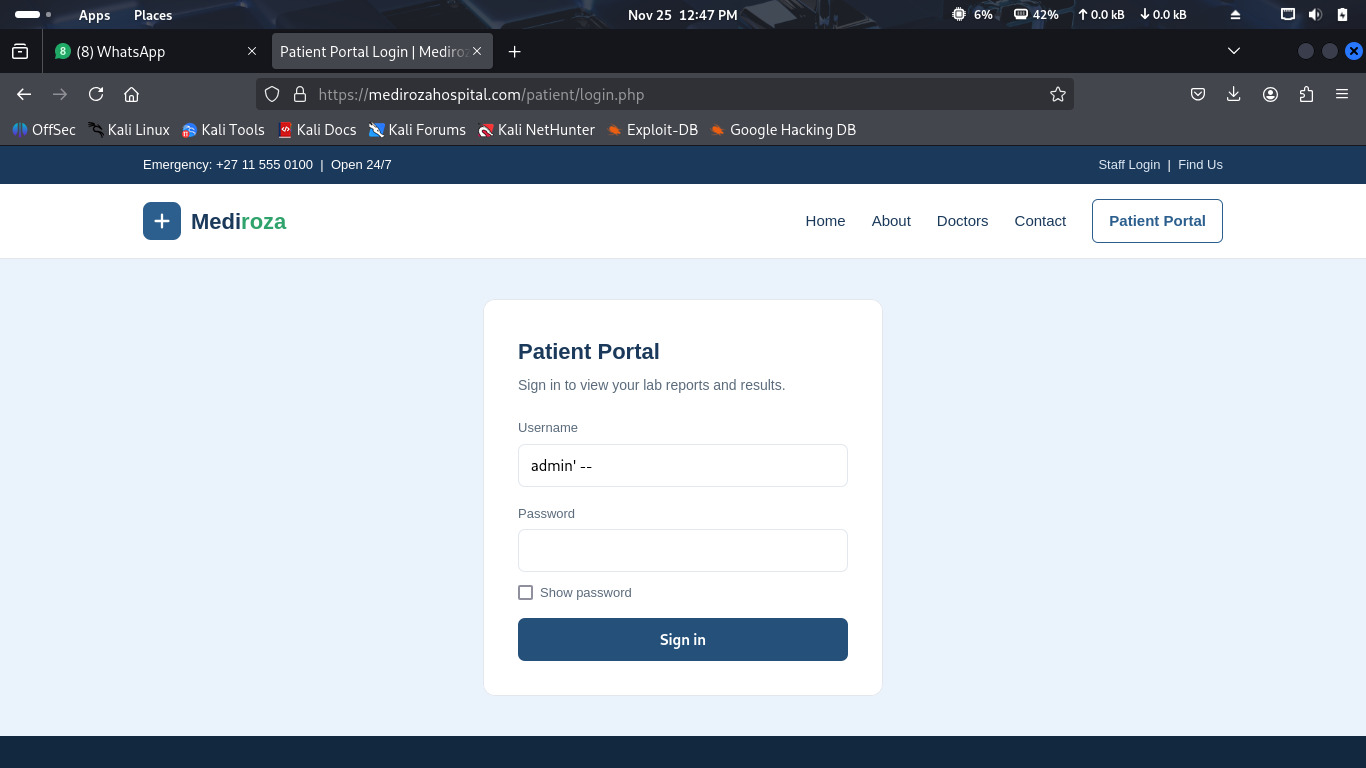 Apps Places Nov 25 12:47 PM 6% 42% 0.0 kB 0.0 kB
8 (8) WhatsApp Patient Portal Login | Mediroz
https://medirozahospital.com/patient/login.php
OffSec Kali Linux Kali Tools Kali Docs Kali Forums Kali NetHunter Exploit-DB Google Hacking DB
Emergency: +27 11 555 0100 | Open 24/7 Staff Login | Find Us
Mediroza Home About Doctors Contact Patient Portal
Patient Portal
Sign in to view your lab reports and results.
Username
admin' --
Password
Show password
Sign in